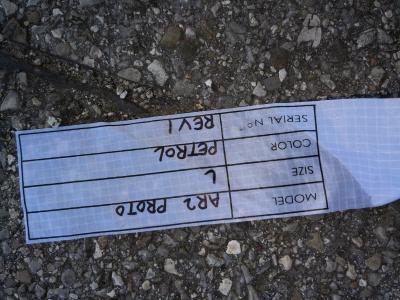 MODEL AR2 PROTO
SIZE L
COLOR PETROL
SERIAL No REV 1